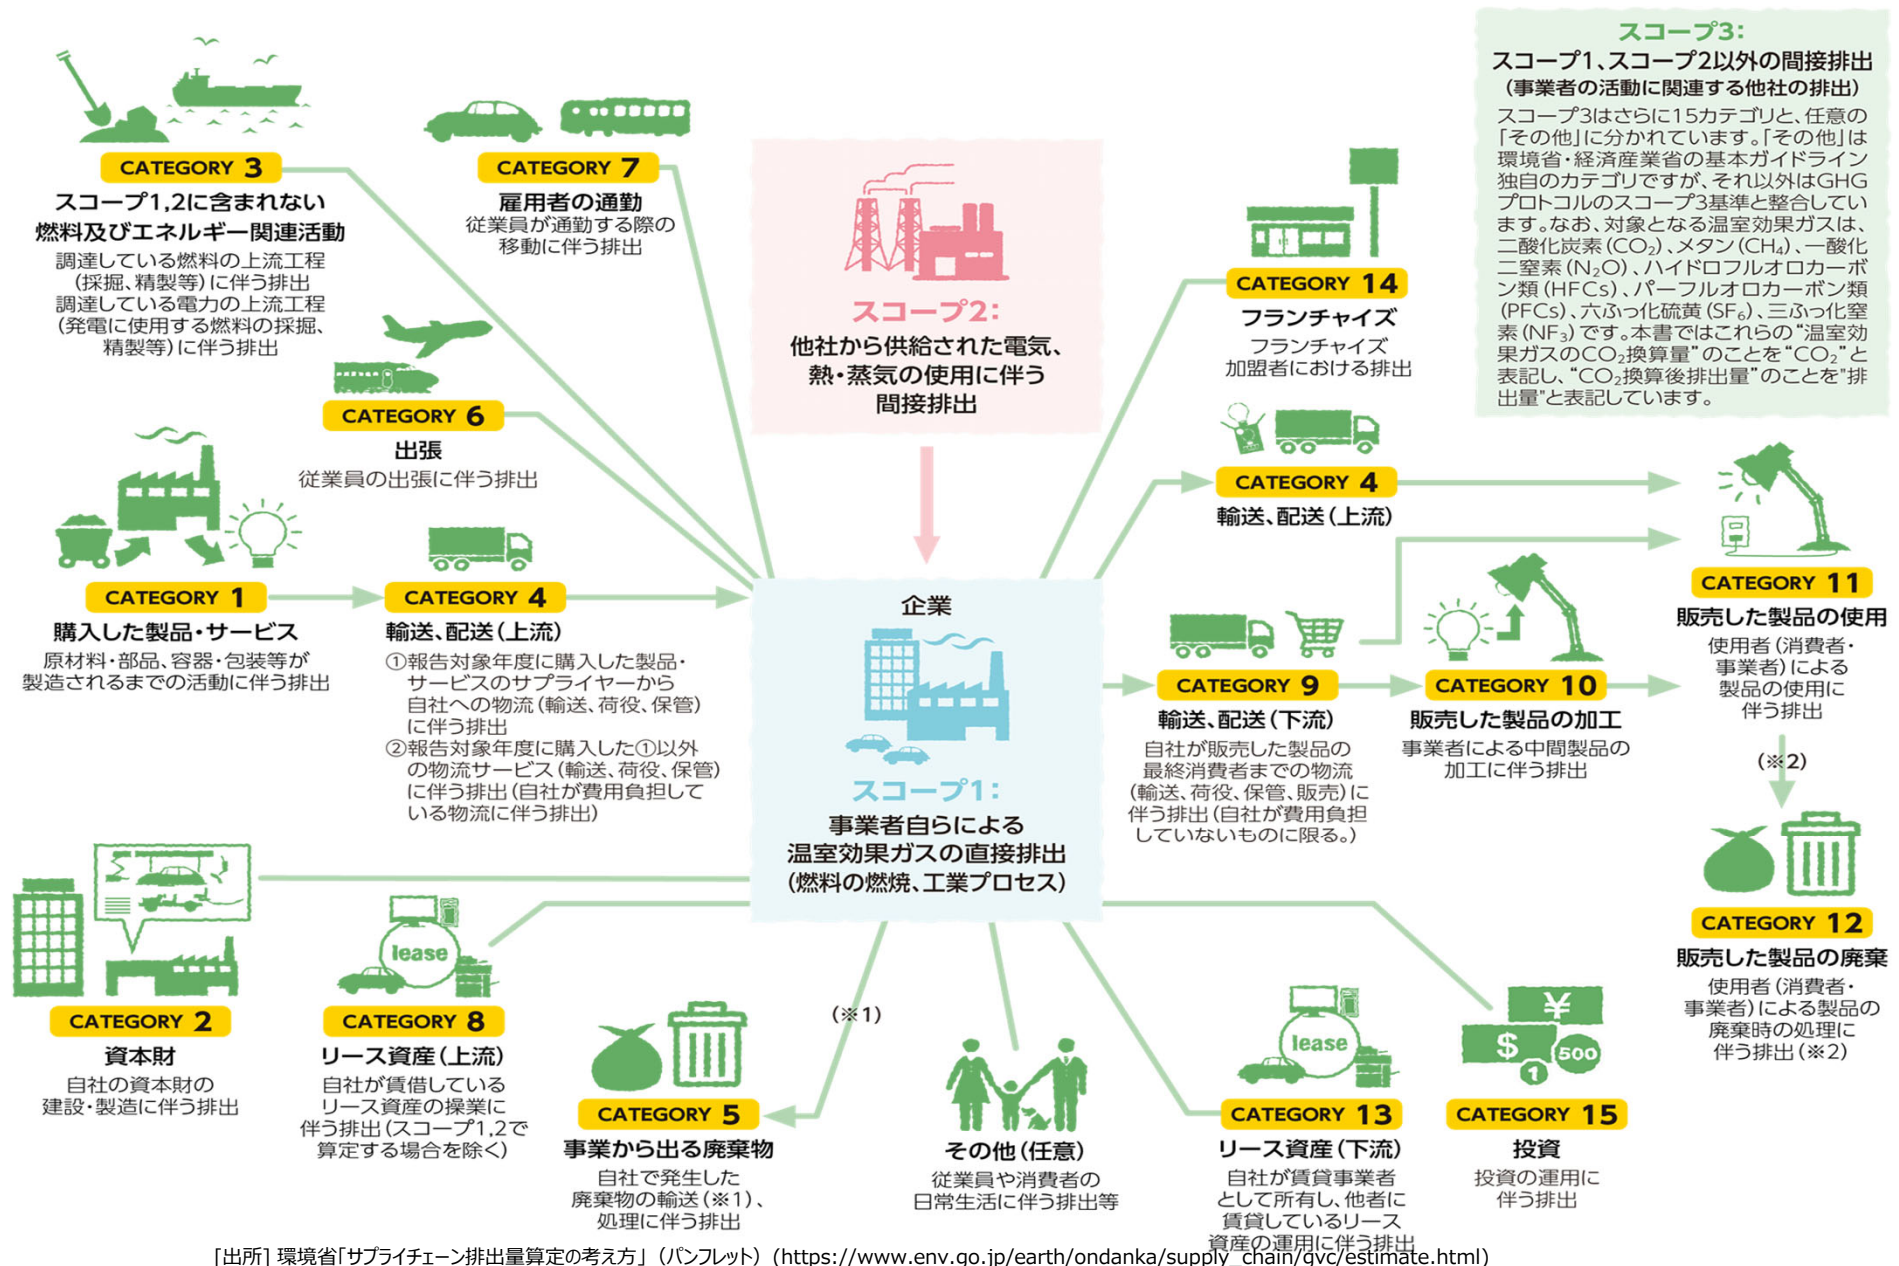 CATEGORY 3
スコープ1,2に含まれない
燃料及びエネルギー関連活動
調達している燃料の上流工程
(採掘、精製等)に伴う排出
調達している電力の上流工程
(発電に使用する燃料の採掘、
精製等)に伴う排出
CATEGORY 7
雇用者の通勤
従業員が通勤する際の
移動に伴う排出
CATEGORY 6
出張
従業員の出張に伴う排出
スコープ2:
他社から供給された電気、
熱・蒸気の使用に伴う
間接排出
CATEGORY 14
フランチャイズ
フランチャイズ
加盟者における排出
スコープ3:
スコープ1、スコープ2以外の間接排出
(事業者の活動に関連する他社の排出)
スコープ3はさらに15カテゴリと、任意の
「その他」に分かれています。「その他」は
環境省・経済産業省の基本ガイドライン
独自のカテゴリですが、それ以外はGHG
プロトコルのスコープ3基準と整合してい
ます。なお、対象となる温室効果ガスは、
二酸化炭素(CO₂)、メタン(CH₄)、一酸化
二窒素(N₂O)、ハイドロフルオロカーボ
ン類(HFCs)、パーフルオロカーボン類
(PFCs)、六ふっ化硫黄(SF₆)、三ふっ化窒
素(NF₃)です。本書ではこれらの“温室効
果ガスのCO₂換算量”のことを“CO₂”と
表記し、“CO₂換算後排出量”のことを"排
出量"と表記しています。
CATEGORY 1
購入した製品・サービス
原材料・部品、容器・包装等が
製造されるまでの活動に伴う排出
CATEGORY 4
輸送、配送(上流)
①報告対象年度に購入した製品・
サービスのサプライヤーから
自社への物流(輸送、荷役、保管)
に伴う排出
②報告対象年度に購入した①以外
の物流サービス(輸送、荷役、保管)
に伴う排出(自社が費用負担して
いる物流に伴う排出)
企業
スコープ1:
事業者自らによる
温室効果ガスの直接排出
(燃料の燃焼、工業プロセス)
CATEGORY 4
輸送、配送(上流)
CATEGORY 9
輸送、配送(下流)
自社が販売した製品の
最終消費者までの物流
(輸送、荷役、保管、販売)に
伴う排出(自社が費用負担
していないものに限る。)
CATEGORY 10
販売した製品の加工
事業者による中間製品の
加工に伴う排出
CATEGORY 11
販売した製品の使用
使用者(消費者・
事業者)による
製品の使用に
伴う排出
(※2)
CATEGORY 12
販売した製品の廃棄
使用者(消費者・
事業者)による製品の
廃棄時の処理に
伴う排出(※2)
CATEGORY 2
資本財
自社の資本財の
建設・製造に伴う排出
lease
CATEGORY 8
リース資産(上流)
自社が賃借している
リース資産の操業に
伴う排出(スコープ1,2で
算定する場合を除く)
(※1)
CATEGORY 5
事業から出る廃棄物
自社で発生した
廃棄物の輸送(※1)、
処理に伴う排出
その他(任意)
従業員や消費者の
日常生活に伴う排出等
lease
CATEGORY 13
リース資産(下流)
自社が賃貸事業者
として所有し、他者に
賃貸しているリース
資産の運用に伴う排出
¥
$
500
1
CATEGORY 15
投資
投資の運用に
伴う排出
[出所] 環境省「サプライチェーン排出量算定の考え方」(パンフレット) (https://www.env.go.jp/earth/ondanka/supply_chain/gvc/estimate.html)